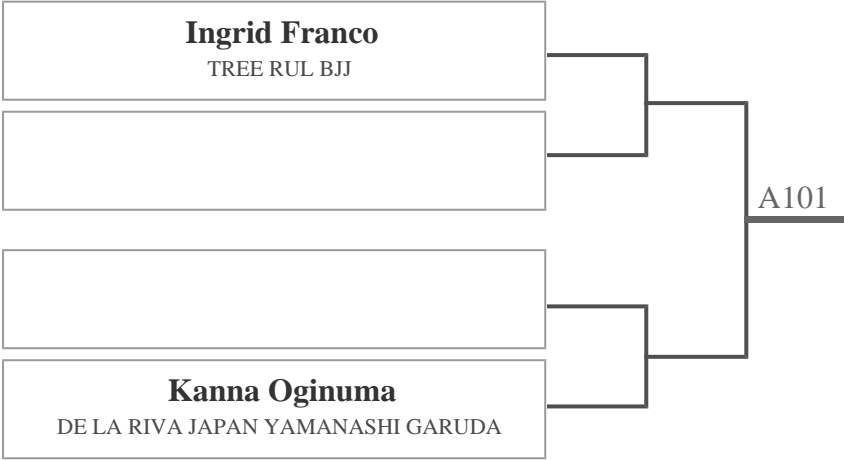 Ingrid Franco
TREE RUL BJJ
A101
Kanna Oginuma
DE LA RIVA JAPAN YAMANASHI GARUDA